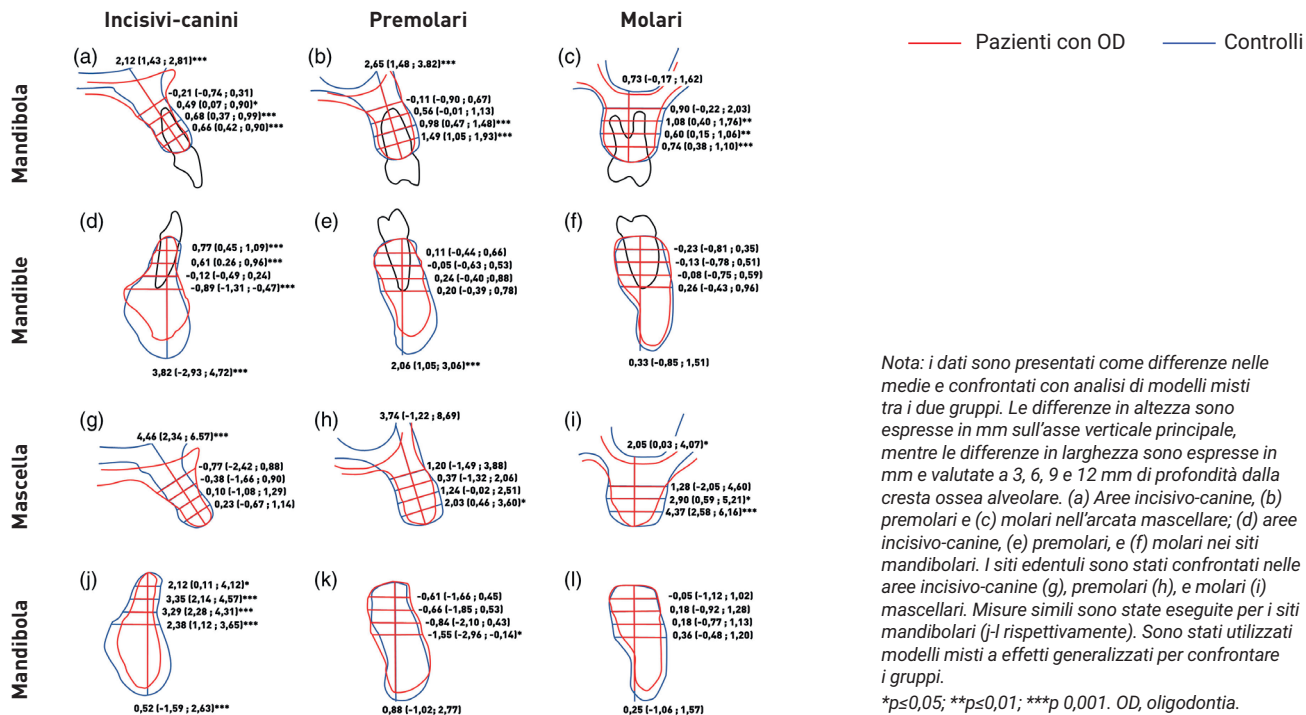 Incisivi-canini
Premolari
Molari
Pazienti con OD
Controlli
Mandibola
(a)
2,12 (1,43 ; 2,81)***
-0,21 (-0,74 ; 0,31)
0,49 (0,07 ; 0,90)*
0,68 (0,37 ; 0,99)***
0,66 (0,42 ; 0,90)***
(b)
2,65 (1,48 ; 3.82)***
-0,11 (-0,90 ; 0,67)
0,56 (-0,01 ; 1,13)
0,98 (0,47 ; 1,48)***
1,49 (1,05 ; 1,93)***
(c)
0,73 (-0,17 ; 1,62)
0,90 (-0,22 ; 2,03)
1,08 (0,40 ; 1,76)**
0,60 (0,15 ; 1,06)**
0,74 (0,38 ; 1,10)***
Mandible
(d)
0,77 (0,45 ; 1,09)***
0,61 (0.26 ; 0,96)***
-0,12 (-0,49 ; 0,24)
-0,89 (-1,31 ; -0,47)***
3,82 (-2,93 ; 4,72)***
(e)
0,11 (-0,44 ; 0,66)
-0,05 (-0,63 ; 0,53)
0,24 (-0,40 ;0,88)
0,20 (-0,39 ; 0,78)
2,06 (1,05; 3,06)***
(f)
-0,23 (-0,81 ; 0,35)
-0,13 (-0,78 ; 0,51)
-0,08 (-0,75 ; 0,59)
0,26 (-0,43 ; 0,96)
0,33 (-0,85 ; 1,51)
Mascella
(g)
4,46 (2,34 ; 6.57)***
-0,77 (-2,42 ; 0,88)
-0,38 (-1,66 ; 0,90)
0,10 (-1,08 ; 1,29)
0,23 (-0,67 ; 1,14)
(h)
3,74 (-1,22 ; 8,69)
1,20 (-1,49 ; 3,88)
0,37 (-1,32 ; 2,06)
1,24 (-0,02 ; 2,51)
2,03 (0,46 ; 3,60)*
(i)
2,05 (0,03 ; 4,07)*
1,28 (-2,05 ; 4,60)
2,90 (0,59 ; 5,21)*
4,37 (2,58 ; 6,16)***
Mandibola
(j)
2,12 (0,11 ; 4,12)*
3,35 (2,14 ; 4,57)***
3,29 (2,28 ; 4,31)***
2,38 (1,12 ; 3,65)***
0,52 (-1,59 ; 2,63)***
(k)
-0,61 (-1,66 ; 0,45)
-0,66 (-1,85 ; 0,53)
-0,84 (-2,10 ; 0,43)
-1,55 (-2,96 ; -0,14)*
0,88 (-1,02; 2,77)
(l)
-0,05 (-1,12 ; 1,02)
0,18 (-0,92 ; 1,28)
0,18 (-0,77 ; 1,13)
0,36 (-0,48 ; 1,20)
0,25 (-1,06 ; 1,57)
Nota: i dati sono presentati come differenze nelle
medie e confrontati con analisi di modelli misti
tra i due gruppi. Le differenze in altezza sono
espresse in mm sull'asse verticale principale,
mentre le differenze in larghezza sono espresse in
mm e valutate a 3, 6, 9 e 12 mm di profondità dalla
cresta ossea alveolare. (a) Aree incisivo-canine, (b)
premolari e (c) molari nell'arcata mascellare; (d) aree
incisivo-canine, (e) premolari, e (f) molari nei siti
mandibolari. I siti edentuli sono stati confrontati nelle
aree incisivo-canine (g), premolari (h), e molari (i)
mascellari. Misure simili sono state eseguite per i siti
mandibolari (j-l rispettivamente). Sono stati utilizzati
modelli misti a effetti generalizzati per confrontare
i gruppi.
*p≤0,05; **p≤0,01; ***p 0,001. OD, oligodontia.